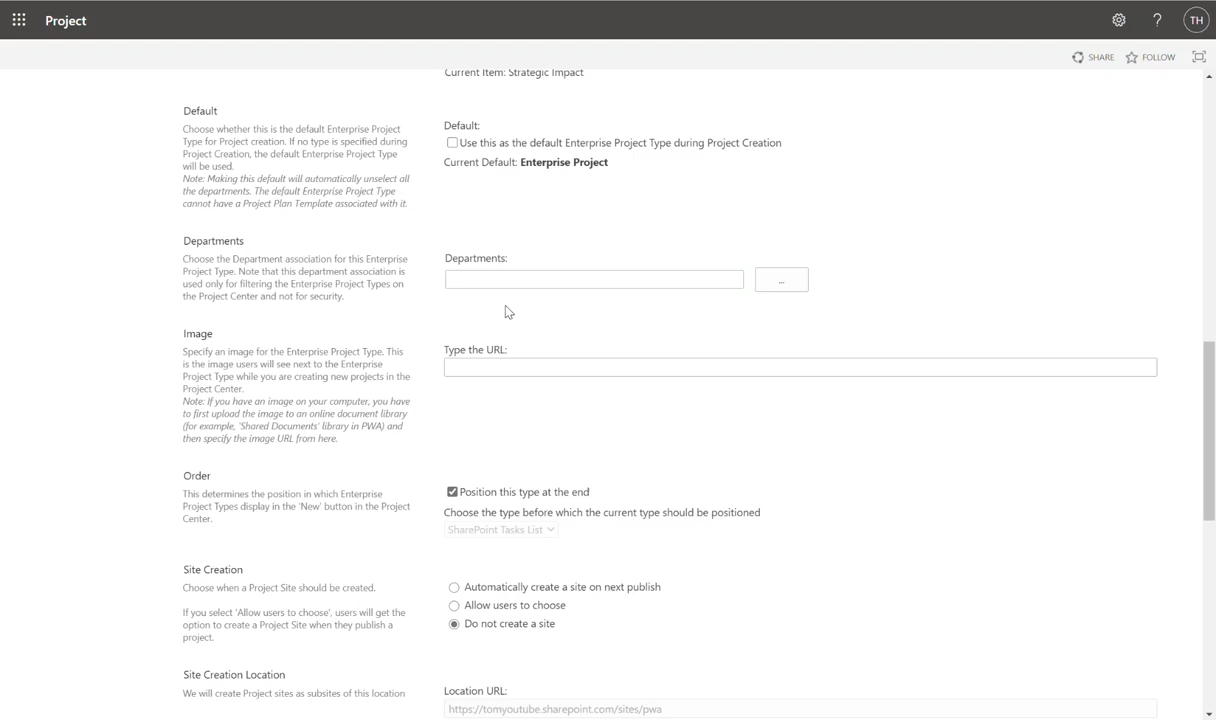 Project
TH
SHARE
FOLLOW
Current Item: Strategic Impact
Default
Choose whether this is the default Enterprise Project
Type for Project creation. If no type is specified during
Project Creation, the default Enterprise Project Type
will be used.
Note: Making this default will automatically unselect all
the departments. The default Enterprise Project Type
cannot have a Project Plan Template associated with it.
Default:
Use this as the default Enterprise Project Type during Project Creation
Current Default: Enterprise Project
Departments
Choose the Department association for this Enterprise
Project Type. Note that this department association is
used only for filtering the Enterprise Project Types on
the Project Center and not for security.
Departments:
...
Image
Specify an image for the Enterprise Project Type. This
is the image users will see next to the Enterprise
Project Type while you are creating new projects in the
Project Center.
Note: If you have an image on your computer, you have
to first upload the image to an online document library
(for example, 'Shared Documents' library in PWA) and
then specify the image URL from here.
Type the URL:
Order
This determines the position in which Enterprise
Project Types display in the 'New' button in the Project
Center.
Position this type at the end
Choose the type before which the current type should be positioned
SharePoint Tasks List
Site Creation
Choose when a Project Site should be created.
If you select 'Allow users to choose', users will get the
option to create a Project Site when they publish a
project.
Automatically create a site on next publish
Allow users to choose
Do not create a site
Site Creation Location
We will create Project sites as subsites of this location
Location URL:
https://tomyoutube.sharepoint.com/sites/pwa